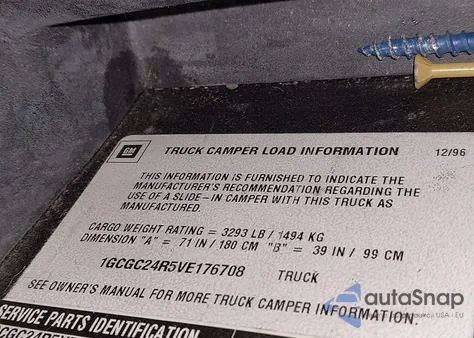 GM TRUCK CAMPER LOAD INFORMATION 12/96
THIS INFORMATION IS FURNISHED TO INDICATE THE
MANUFACTURER'S RECOMMENDATION REGARDING THE
USE OF A SLIDE-IN CAMPER WITH THIS TRUCK AS
MANUFACTURED.
CARGO WEIGHT RATING = 3293 LB / 1494 KG
DIMENSION "A" = 71 IN / 180 CM "B" = 39 IN / 99 CM
1GCGC24R5VE176708 TRUCK
SEE OWNER'S MANUAL FOR MORE TRUCK CAMPER INFORMATION.
autoSnap
USA - EU
SERVICE PARTS IDENTIFICATION